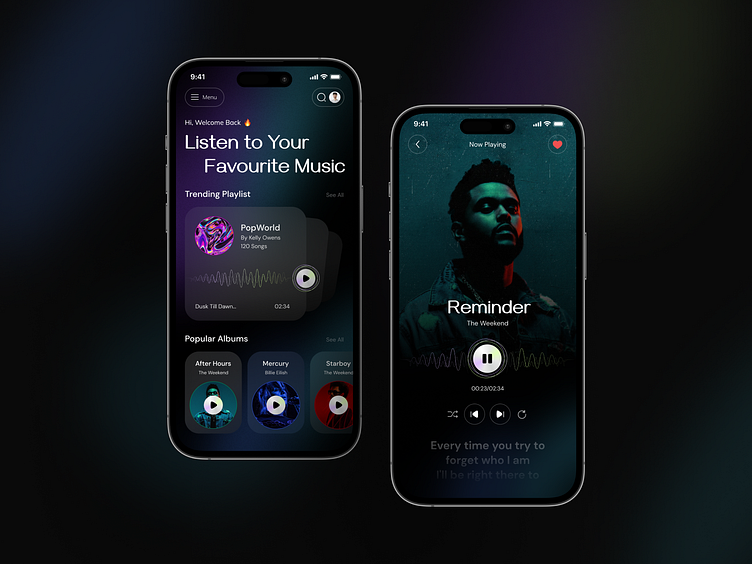 9:41
Menu
Hi, Welcome Back 🔥
Listen to Your
Favourite Music
Trending Playlist
See All
PopWorld
By Kelly Owens
120 Songs
Dusk Till Dawn...
02:34
Popular Albums
See All
After Hours
The Weekend
Mercury
Billie Eilish
Starboy
The Weekend
9:41
Now Playing
Reminder
The Weekend
00:23/02:34
Every time you try to
forget who I am
I'll be right there to